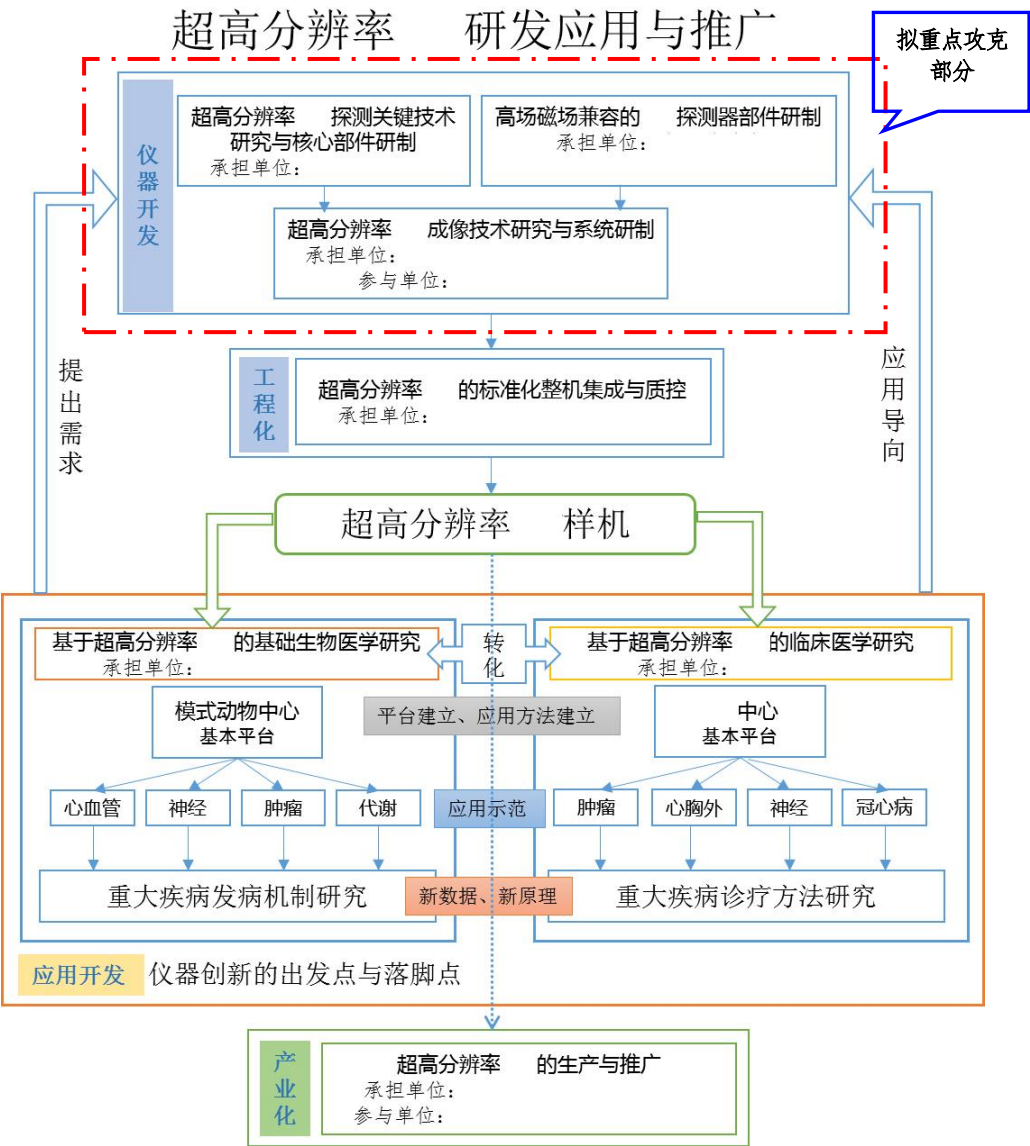 超高分辨率 研发应用与推广
拟重点攻克
部分
仪器开发
超高分辨率 探测关键技术
研究与核心部件研制
承担单位：
高场磁场兼容的 探测器部件研制
承担单位：
超高分辨率 成像技术研究与系统研制
承担单位：
参与单位：
提出需求
应用导向
工程化
超高分辨率 的标准化整机集成与质控
承担单位：
超高分辨率 样机
基于超高分辨率 的基础生物医学研究
承担单位：
转化
基于超高分辨率 的临床医学研究
承担单位：
模式动物中心
基本平台
平台建立、应用方法建立
中心
基本平台
心血管
神经
肿瘤
代谢
应用示范
肿瘤
心胸外
神经
冠心病
重大疾病发病机制研究
新数据、新原理
重大疾病诊疗方法研究
应用开发 仪器创新的出发点与落脚点
产业化
超高分辨率 的生产与推广
承担单位：
参与单位：